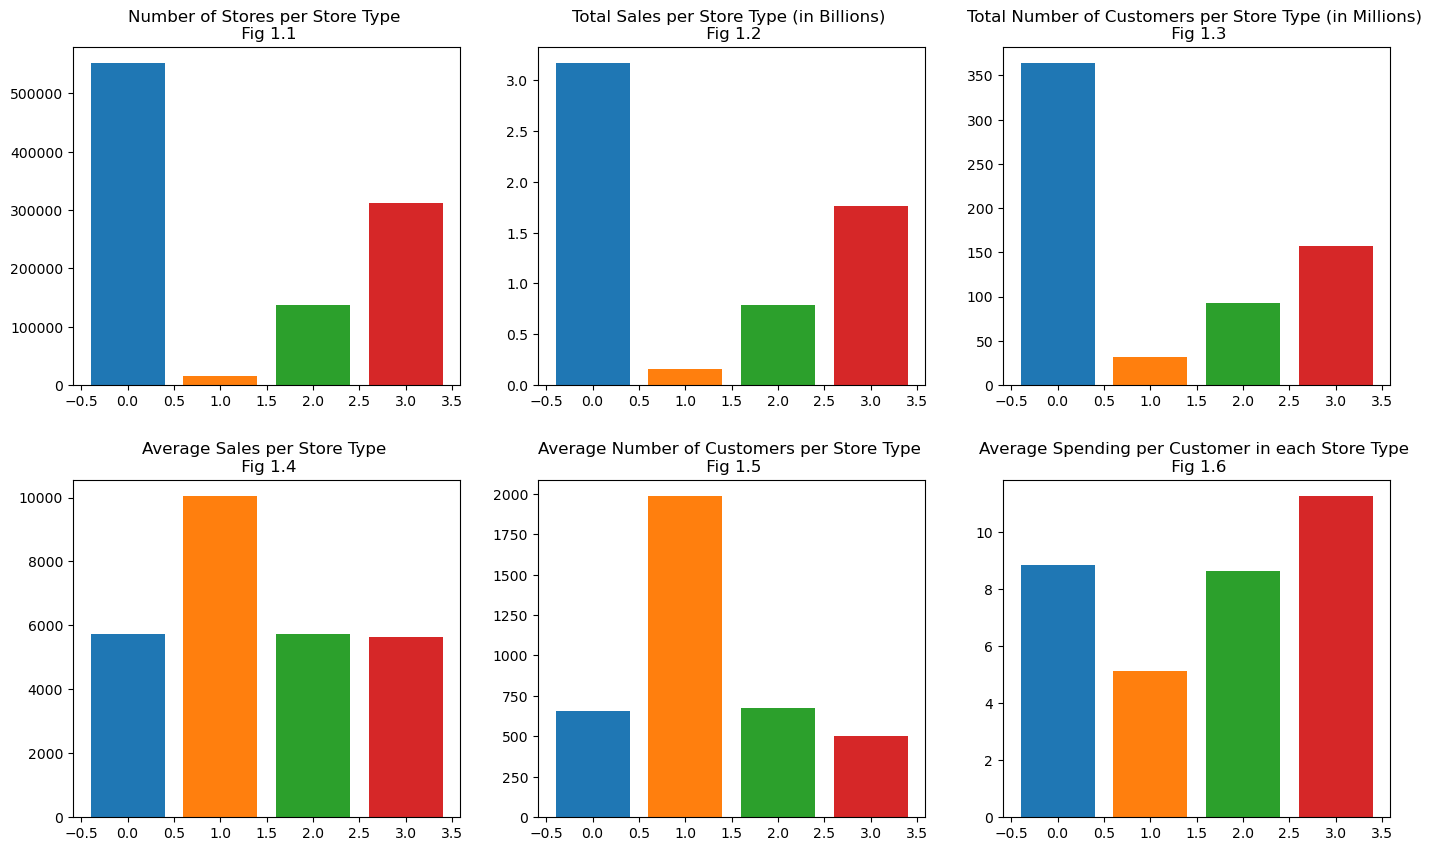 Number of Stores per Store Type
Fig 1.1
500000
400000
300000
200000
100000
0
−0.5 0.0 0.5 1.0 1.5 2.0 2.5 3.0 3.5
Total Sales per Store Type (in Billions)
Fig 1.2
3.0
2.5
2.0
1.5
1.0
0.5
0.0
−0.5 0.0 0.5 1.0 1.5 2.0 2.5 3.0 3.5
Total Number of Customers per Store Type (in Millions)
Fig 1.3
350
300
250
200
150
100
50
0
−0.5 0.0 0.5 1.0 1.5 2.0 2.5 3.0 3.5
Average Sales per Store Type
Fig 1.4
10000
8000
6000
4000
2000
0
−0.5 0.0 0.5 1.0 1.5 2.0 2.5 3.0 3.5
Average Number of Customers per Store Type
Fig 1.5
2000
1750
1500
1250
1000
750
500
250
0
−0.5 0.0 0.5 1.0 1.5 2.0 2.5 3.0 3.5
Average Spending per Customer in each Store Type
Fig 1.6
10
8
6
4
2
0
−0.5 0.0 0.5 1.0 1.5 2.0 2.5 3.0 3.5